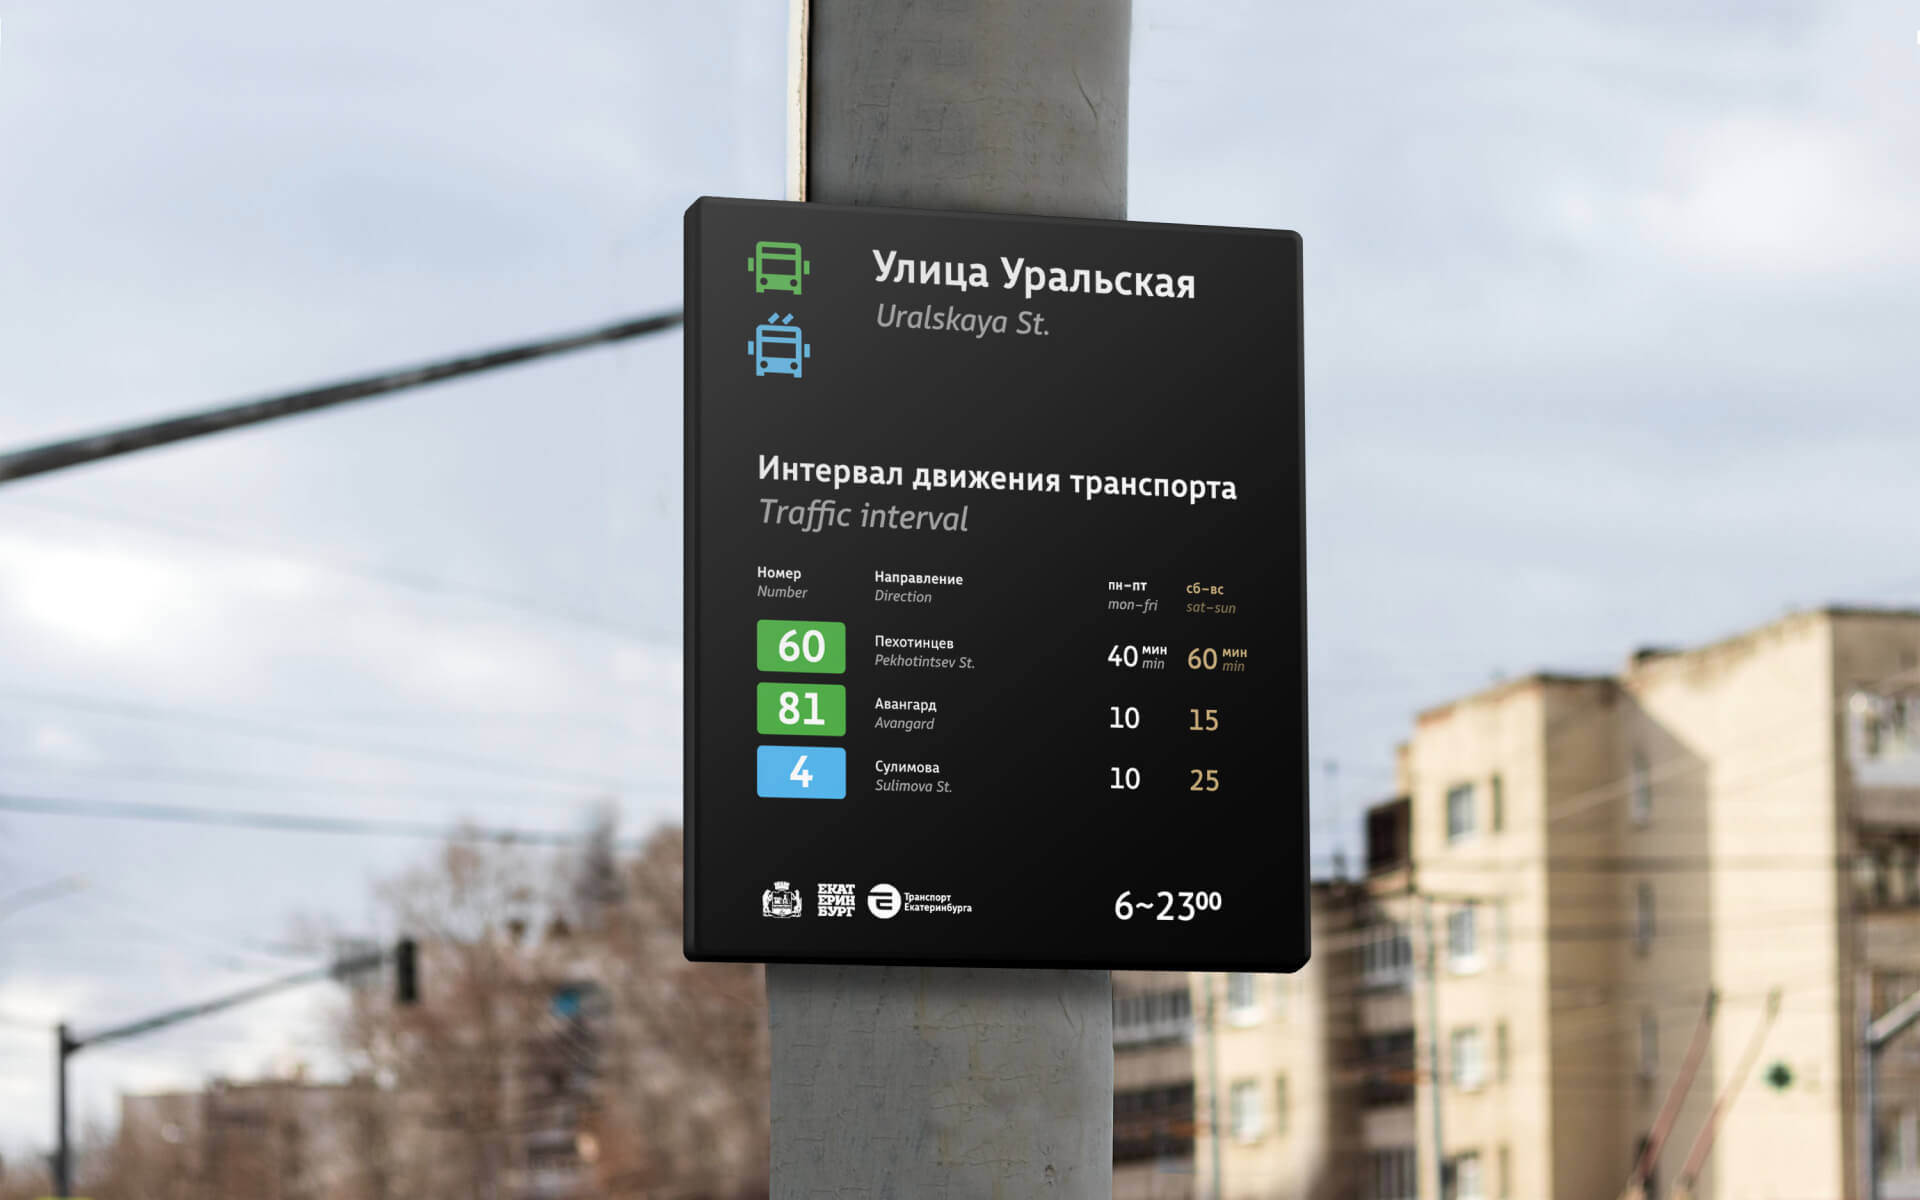 Улица Уральская
Uralskaya St.
Интервал движения транспорта
Traffic interval
Номер Направление пн–пт сб–вс
Number Direction mon–fri sat–sun
60 Пехотинцев 40 мин 60 мин
Pekhotintsev St. min min
81 Авангард 10 15
Avangard
4 Сулимова 10 25
Sulimova St.
ЕКАТ
ЕРИН
БУРГ
Транспорт
Екатеринбурга
6~23⁰⁰